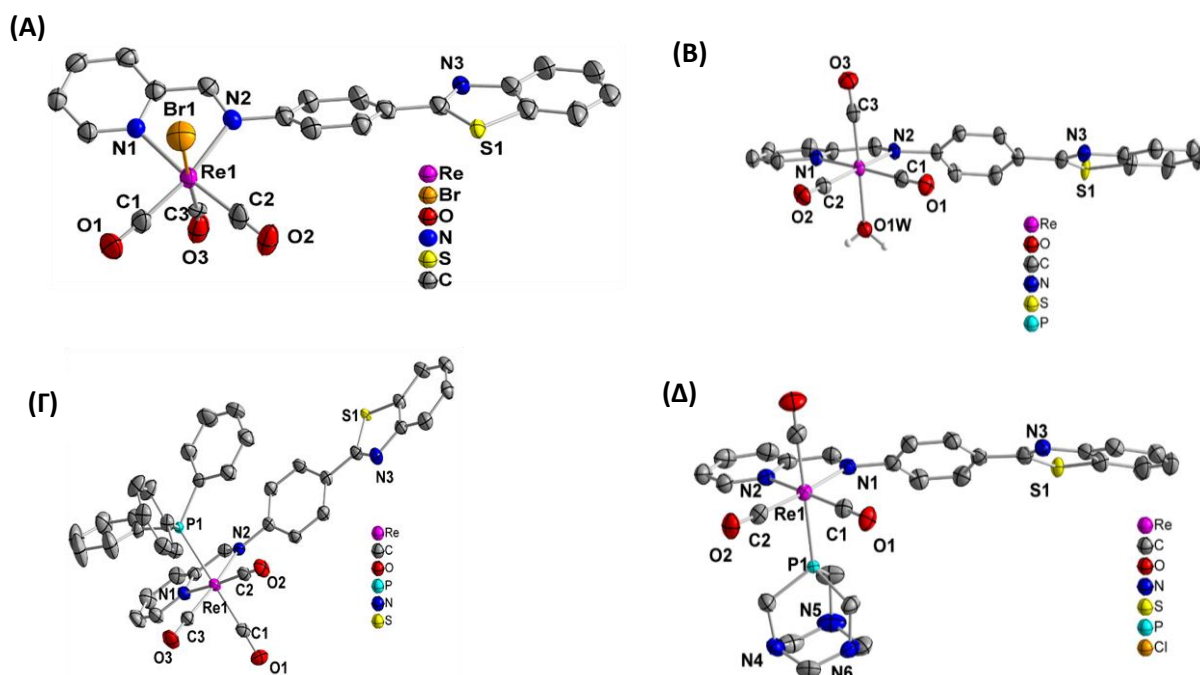 (Α)
N3
Br1
N2
N1
S1
Re1
C1
C3
C2
O1
O3
O2
Re
Br
O
N
S
C
(Β)
O3
C3
N2
N3
N1
C1
S1
C2
O1
O2
O1W
Re
O
C
N
S
P
(Γ)
S1
N3
P1
N2
N1
C2
O2
Re1
C3
C1
O3
O1
Re
C
O
P
N
S
(Δ)
N3
N1
N2
S1
Re1
C1
C2
O1
O2
P1
N5
N4
N6
Re
C
O
N
S
P
Cl